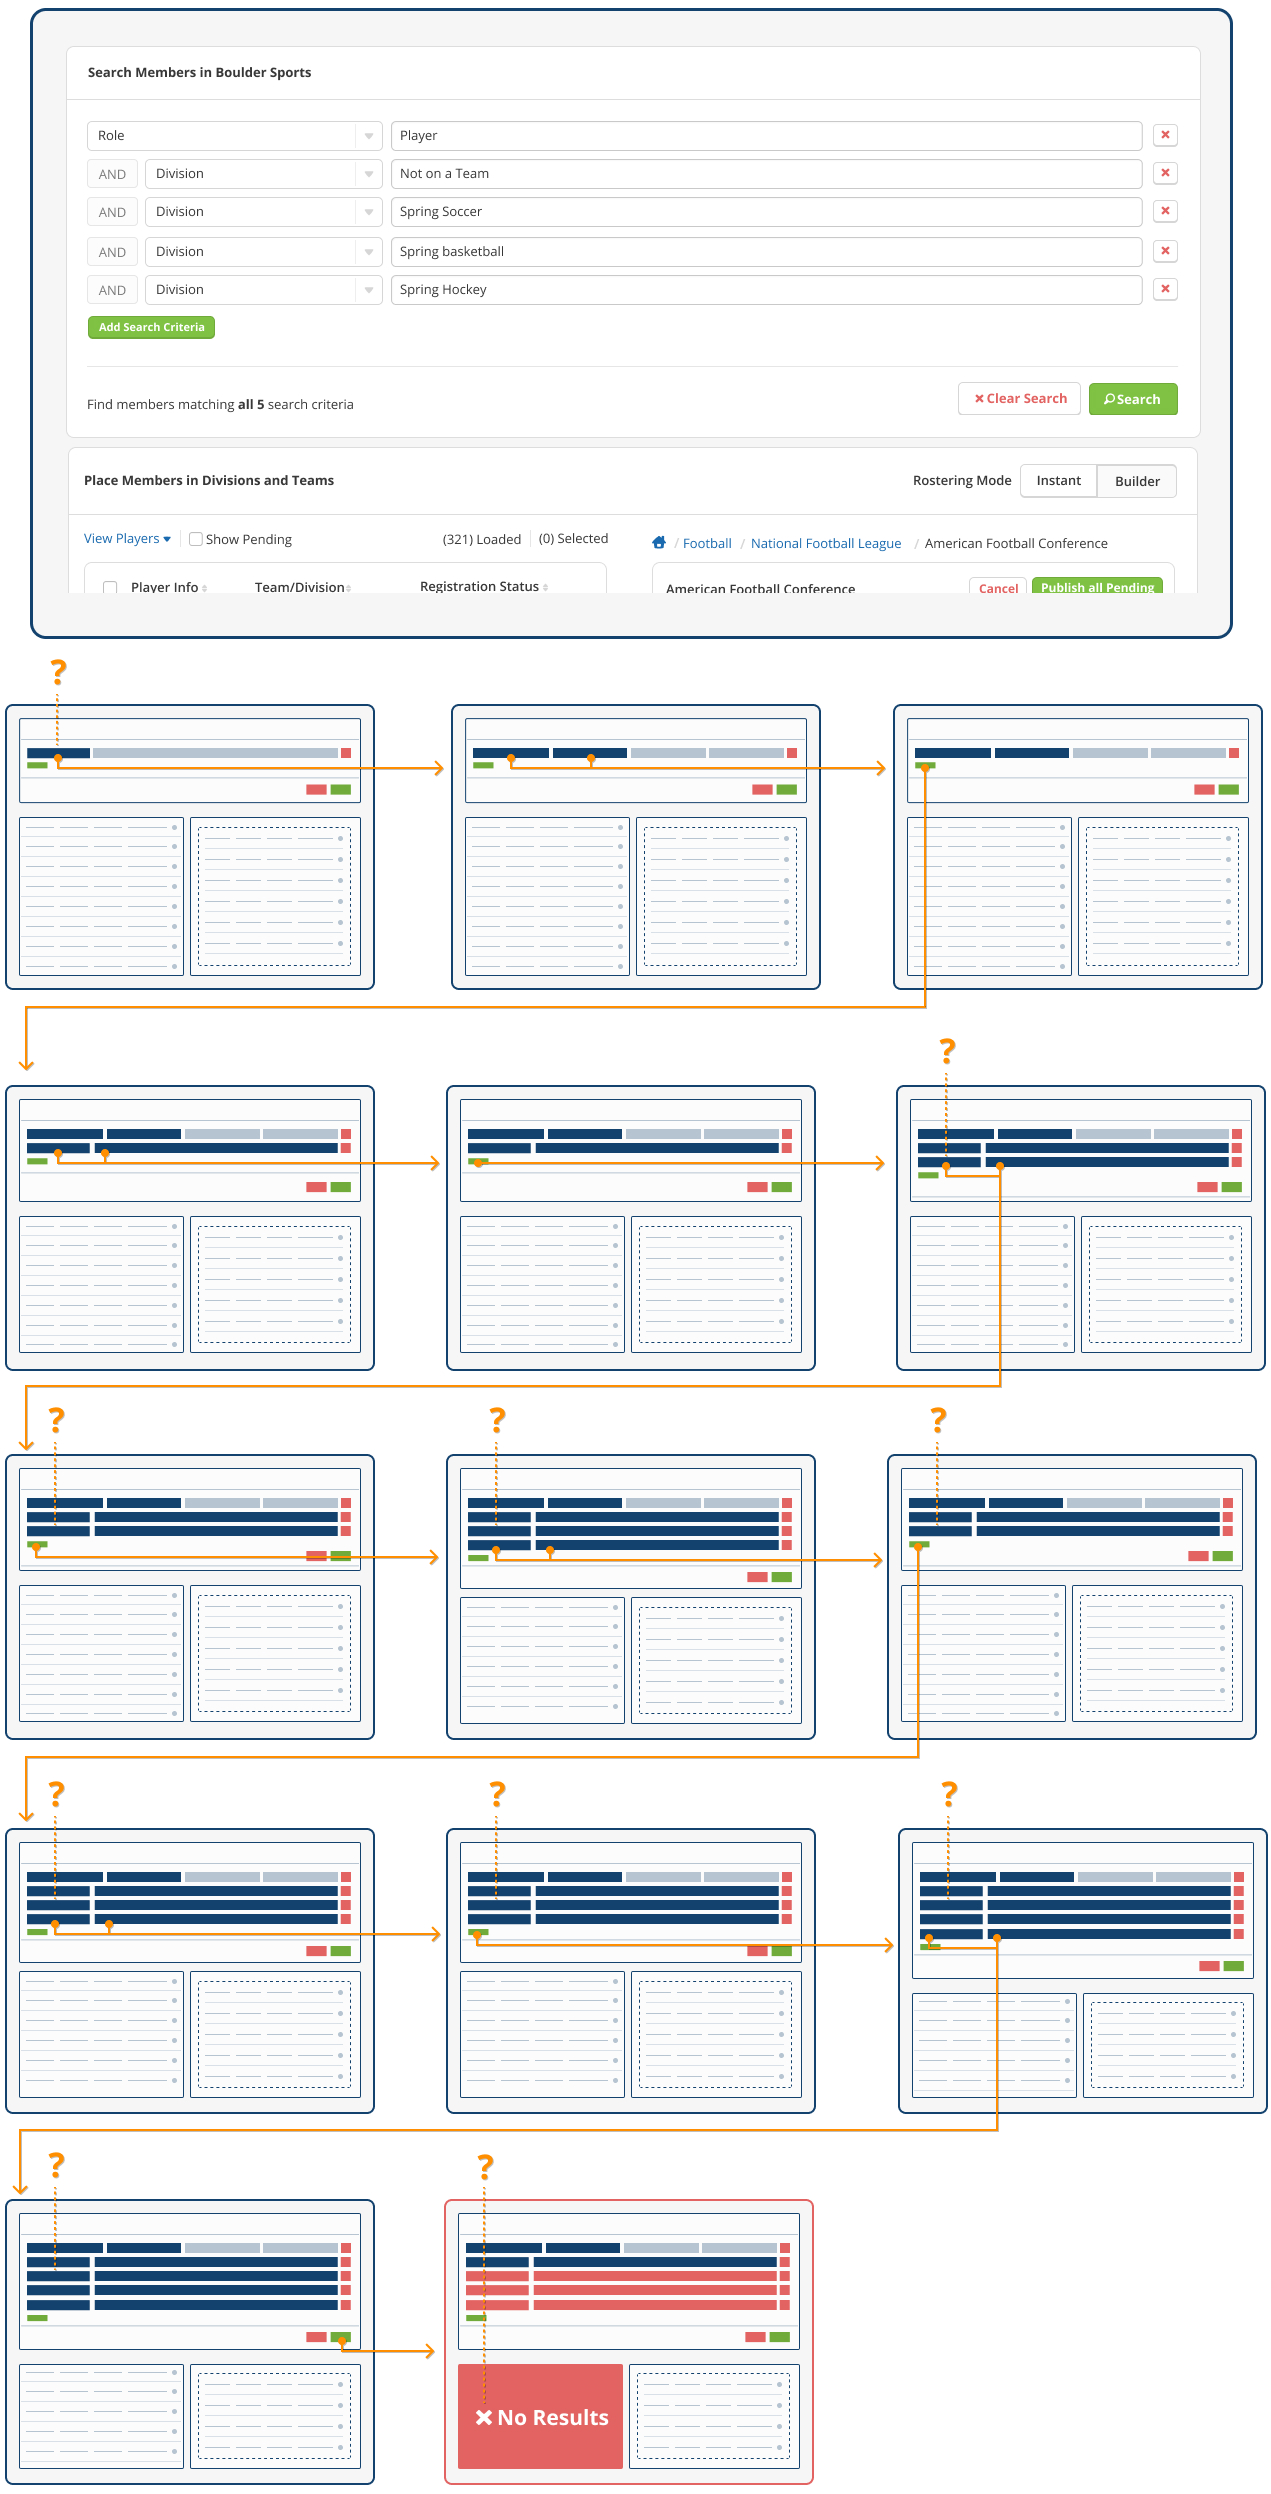 Search Members in Boulder Sports
Role Player
AND Division Not on a Team
AND Division Spring Soccer
AND Division Spring basketball
AND Division Spring Hockey
Add Search Criteria
Find members matching all 5 search criteria Clear Search Search
Place Members in Divisions and Teams Rostering Mode Instant Builder
View Players Show Pending (321) Loaded (0) Selected / Football / National Football League / American Football Conference
Player Info Team/Division Registration Status American Football Conference Cancel Publish all Pending
?
?
? ? ?
? ? ?
? ?
No Results